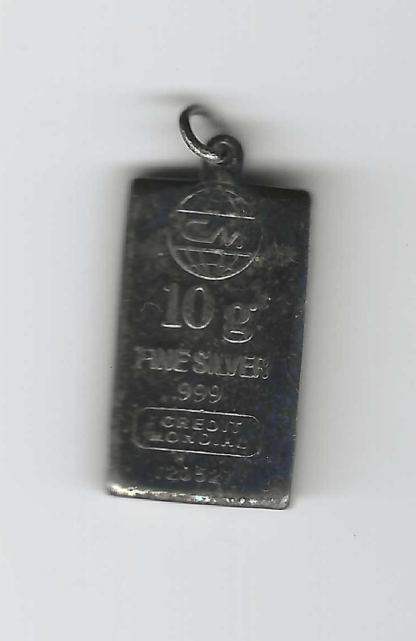 CM
10 g
FINE SILVER
999
CREDIT
MONDIAL